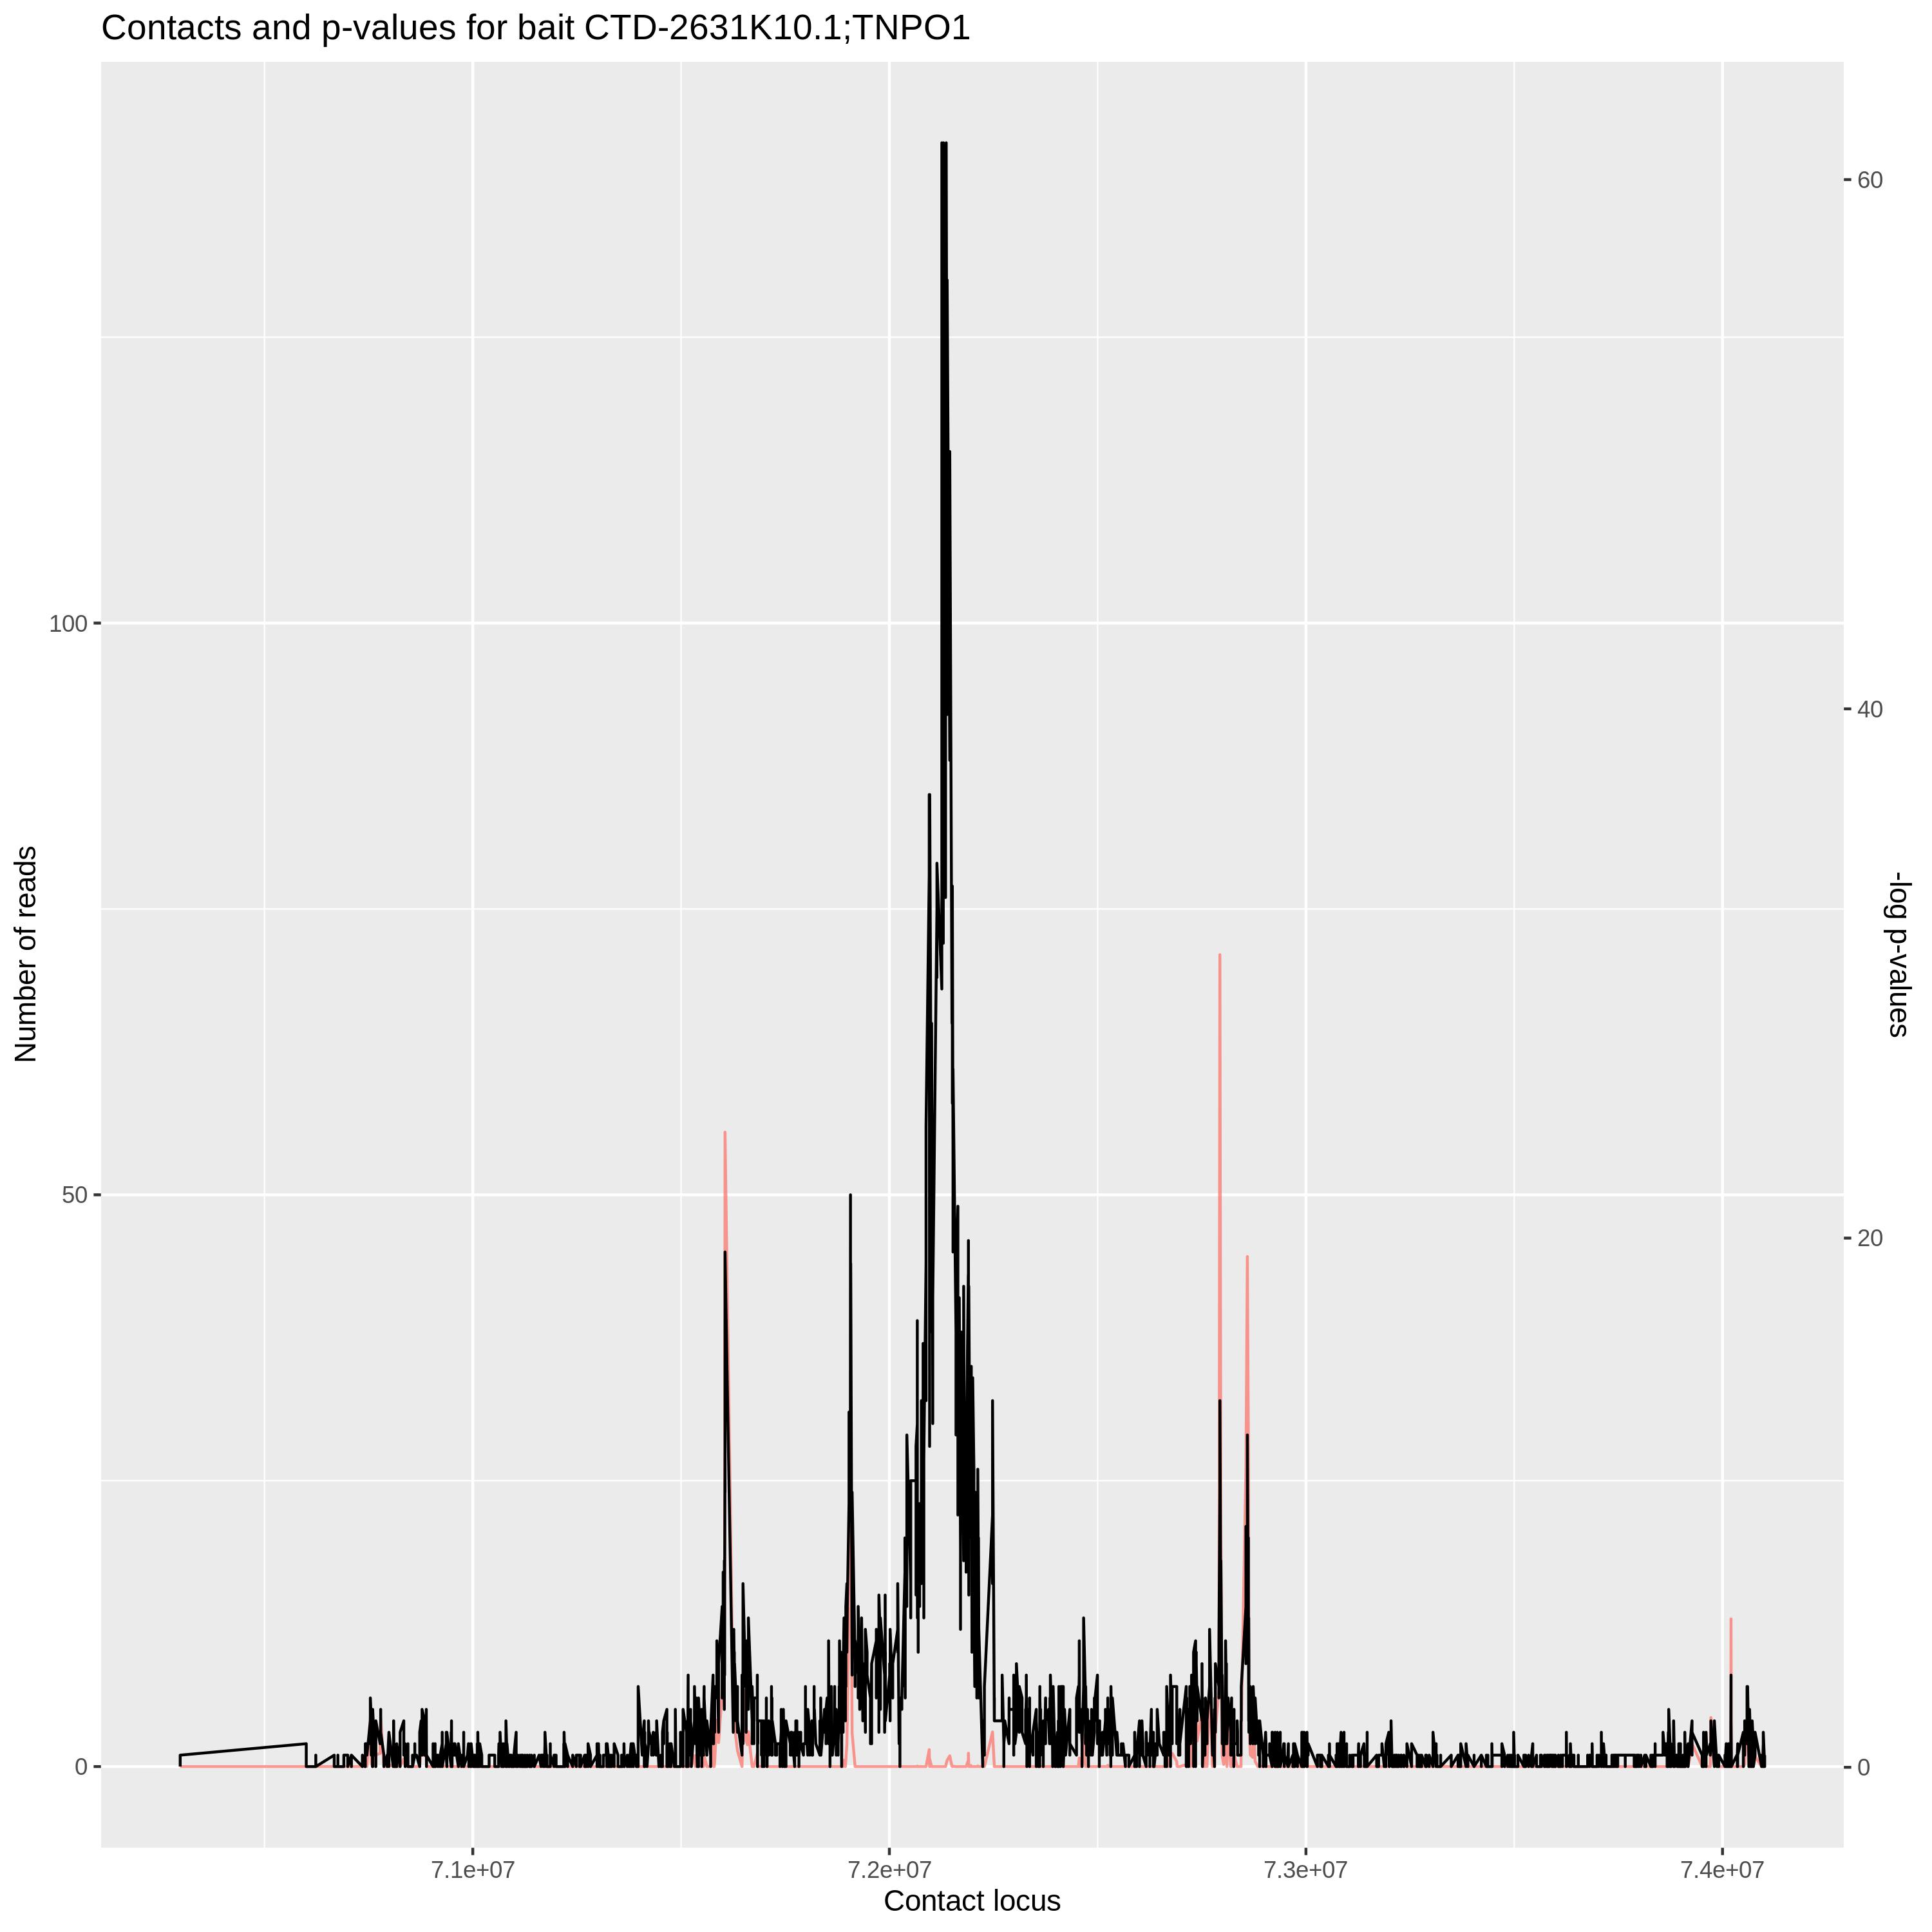 Contacts and p-values for bait CTD-2631K10.1;TNPO1
Number of reads
100
50
0
60
40
20
0
-log p-values
7.1e+07 7.2e+07 7.3e+07 7.4e+07
Contact locus